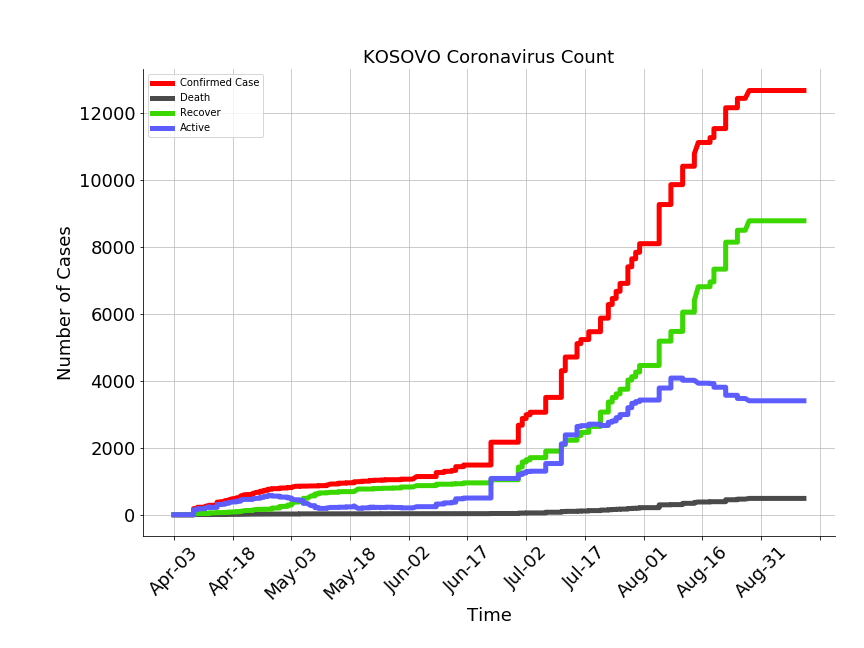 KOSOVO Coronavirus Count
Confirmed Case
Death
Recover
Active
Number of Cases
12000
10000
8000
6000
4000
2000
0
Apr-03
Apr-18
May-03
May-18
Jun-02
Jun-17
Jul-02
Jul-17
Aug-01
Aug-16
Aug-31
Time